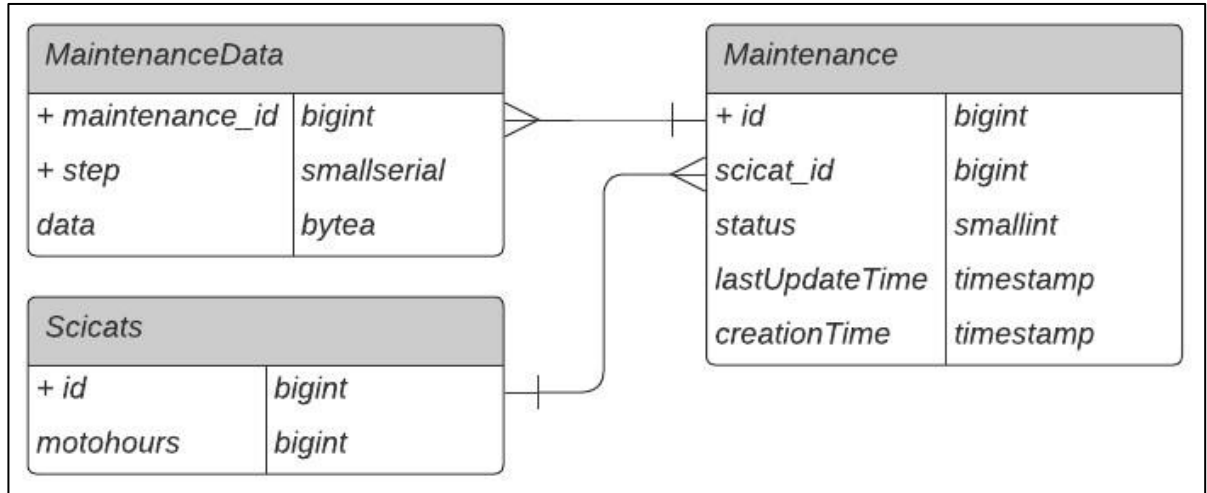 MaintenanceData
+ maintenance_id bigint
+ step smallserial
data bytea
Maintenance
+ id bigint
scicat_id bigint
status smallint
lastUpdateTime timestamp
creationTime timestamp
Scicats
+ id bigint
motohours bigint